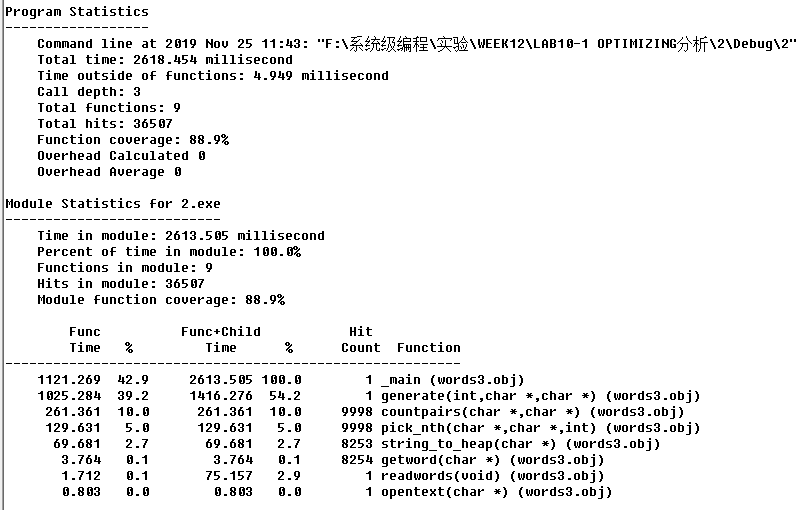 Program Statistics
------------------
Command line at 2019 Nov 25 11:43: "F:\系统级编程\实验\WEEK12\LAB10-1 OPTIMIZING分析\2\Debug\2"
Total time: 2618.454 millisecond
Time outside of functions: 4.949 millisecond
Call depth: 3
Total functions: 9
Total hits: 36507
Function coverage: 88.9%
Overhead Calculated 0
Overhead Average 0
Module Statistics for 2.exe
---------------------------
Time in module: 2613.505 millisecond
Percent of time in module: 100.0%
Functions in module: 9
Hits in module: 36507
Module function coverage: 88.9%
Func Func+Child Hit
Time % Time % Count Function
---------------------------------------------------------
1121.269 42.9 2613.505 100.0 1 _main (words3.obj)
1025.284 39.2 1416.276 54.2 1 generate(int,char *,char *) (words3.obj)
261.361 10.0 261.361 10.0 9998 countpairs(char *,char *) (words3.obj)
129.631 5.0 129.631 5.0 9998 pick_nth(char *,char *,int) (words3.obj)
69.681 2.7 69.681 2.7 8253 string_to_heap(char *) (words3.obj)
3.764 0.1 3.764 0.1 8254 getword(char *) (words3.obj)
1.712 0.1 75.157 2.9 1 readwords(void) (words3.obj)
0.803 0.0 0.803 0.0 1 opentext(char *) (words3.obj)